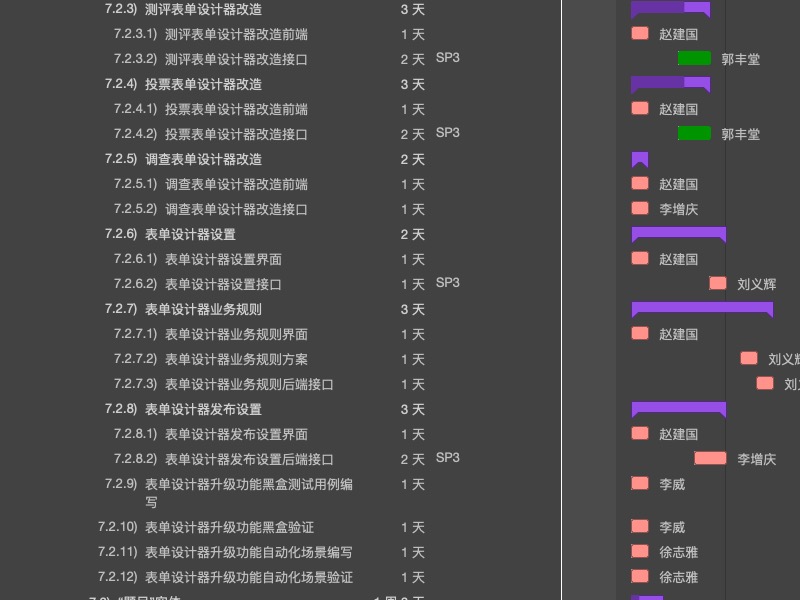 7.2.3) 测评表单设计器改造 3 天
7.2.3.1) 测评表单设计器改造前端 1 天 赵建国
7.2.3.2) 测评表单设计器改造接口 2 天 SP3 郭丰堂
7.2.4) 投票表单设计器改造 3 天
7.2.4.1) 投票表单设计器改造前端 1 天 赵建国
7.2.4.2) 投票表单设计器改造接口 2 天 SP3 郭丰堂
7.2.5) 调查表单设计器改造 2 天
7.2.5.1) 调查表单设计器改造前端 1 天 赵建国
7.2.5.2) 调查表单设计器改造接口 1 天 李增庆
7.2.6) 表单设计器设置 2 天
7.2.6.1) 表单设计器设置界面 1 天 赵建国
7.2.6.2) 表单设计器设置接口 1 天 SP3 刘义辉
7.2.7) 表单设计器业务规则 3 天
7.2.7.1) 表单设计器业务规则界面 1 天 赵建国
7.2.7.2) 表单设计器业务规则方案 1 天 刘义辉
7.2.7.3) 表单设计器业务规则后端接口 1 天 刘
7.2.8) 表单设计器发布设置 3 天
7.2.8.1) 表单设计器发布设置界面 1 天 赵建国
7.2.8.2) 表单设计器发布设置后端接口 2 天 SP3 李增庆
7.2.9) 表单设计器升级功能黑盒测试用例编 1 天 李威
写
7.2.10) 表单设计器升级功能黑盒验证 1 天 李威
7.2.11) 表单设计器升级功能自动化场景编写 1 天 徐志雅
7.2.12) 表单设计器升级功能自动化场景验证 1 天 徐志雅